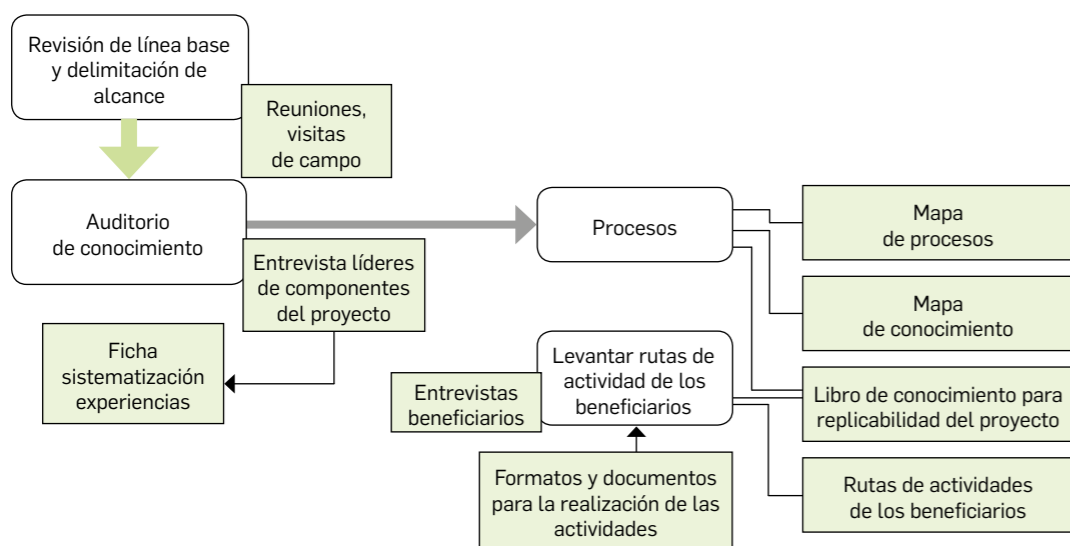 Revisión de línea base
y delimitación de
alcance
Reuniones,
visitas
de campo
Auditorio
de conocimiento
Entrevista líderes
de componentes
del proyecto
Ficha
sistematización
experiencias
Procesos
Mapa
de procesos
Mapa
de conocimiento
Levantar rutas de
actividad de los
beneficiarios
Entrevistas
beneficiarios
Libro de conocimiento para
replicabilidad del proyecto
Formatos y documentos
para la realización de las
actividades
Rutas de actividades
de los beneficiarios